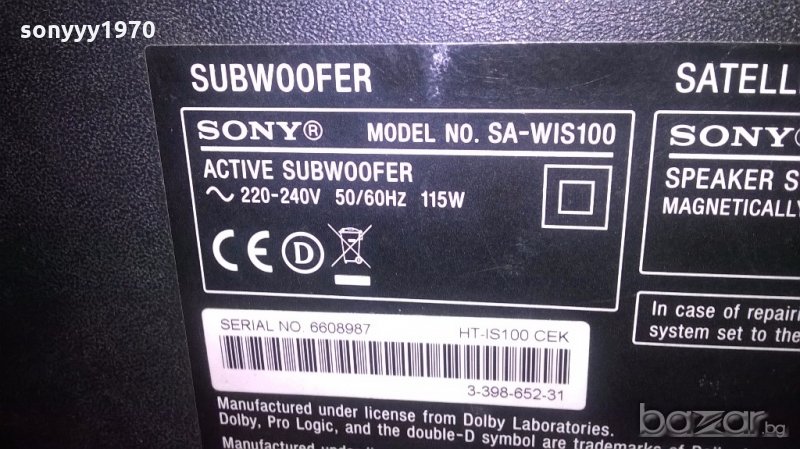 sonyyy1970
SUBWOOFER
SONY® MODEL NO. SA-WIS100
ACTIVE SUBWOOFER
～ 220-240V 50/60Hz 115W
CE D
SERIAL NO. 6608987 HT-IS100 CEK
3-398-652-31
Manufactured under license from Dolby Laboratories.
Dolby, Pro Logic, and the double-D symbol are trademarks of
Manufactured
SATELL
SONY
SPEAKER S
MAGNETICALLY
In case of repairi
system set to the
bazar.bg